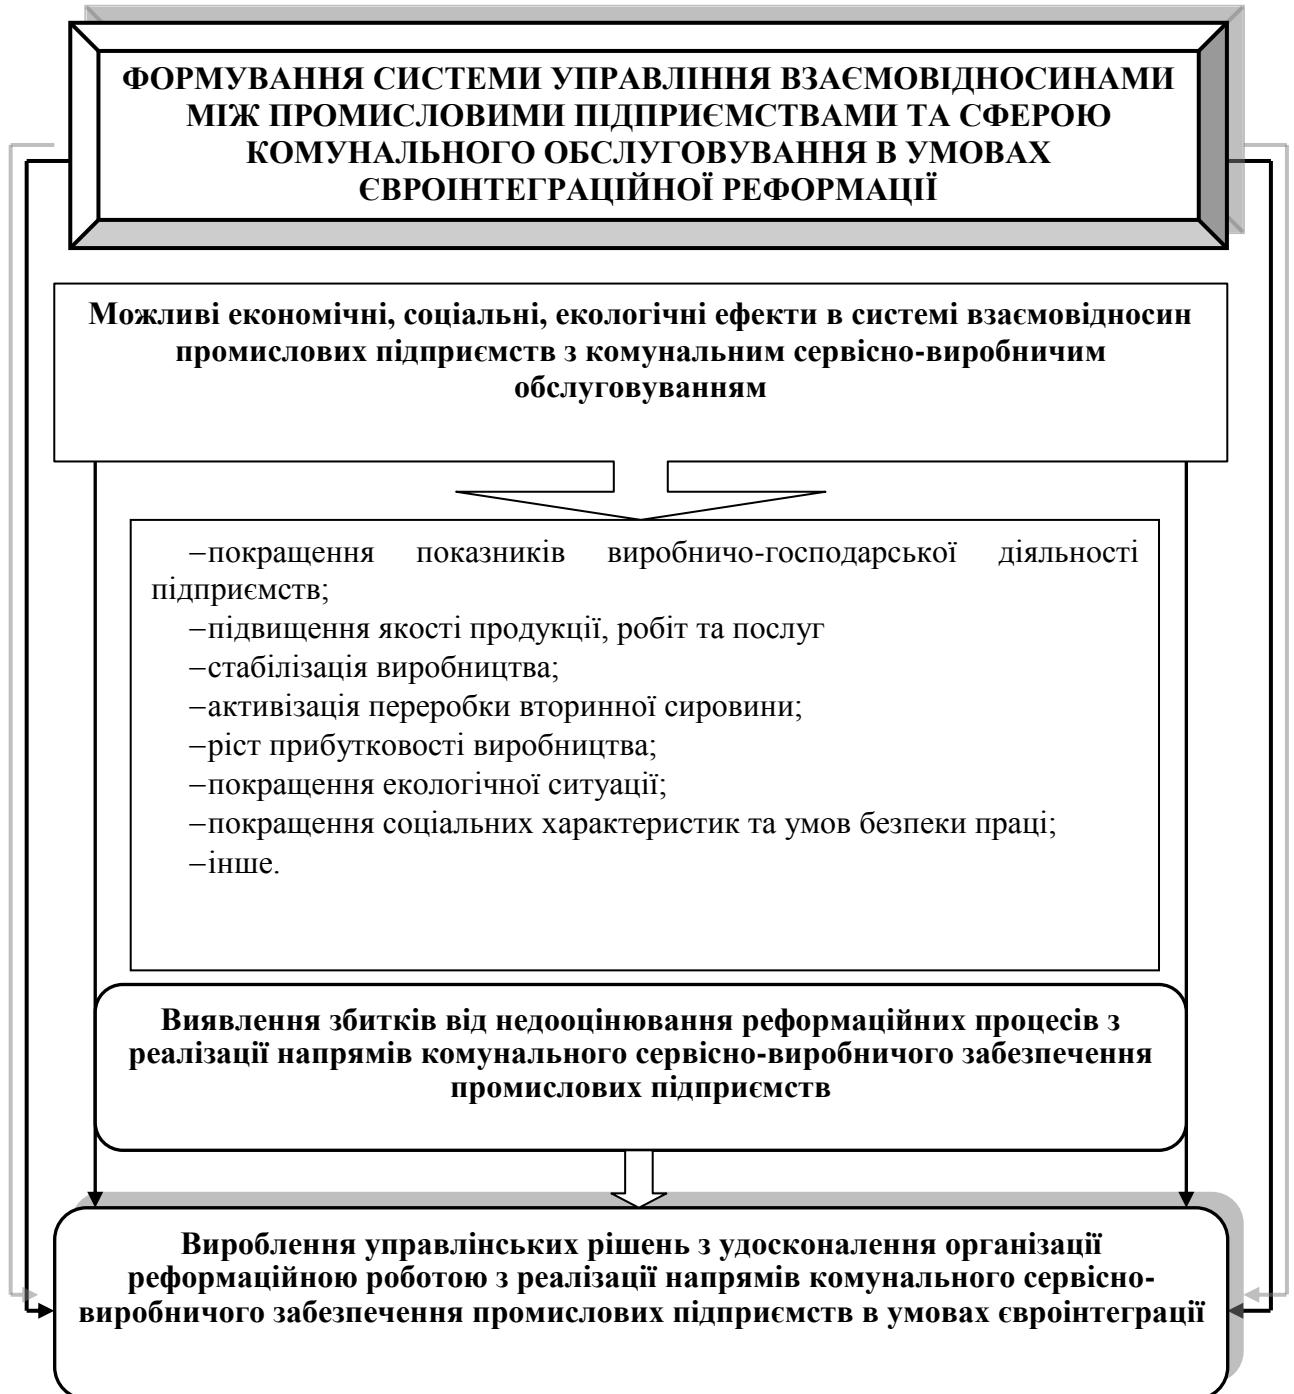 ФОРМУВАННЯ СИСТЕМИ УПРАВЛІННЯ ВЗАЄМОВІДНОСИНАМИ
МІЖ ПРОМИСЛОВИМИ ПІДПРИЄМСТВАМИ ТА СФЕРОЮ
КОМУНАЛЬНОГО ОБСЛУГОВУВАННЯ В УМОВАХ
ЄВРОІНТЕГРАЦІЙНОЇ РЕФОРМАЦІЇ
Можливі економічні, соціальні, екологічні ефекти в системі взаємовідносин
промислових підприємств з комунальним сервісно-виробничим
обслуговуванням
–покращення показників виробничо-господарської діяльності
підприємств;
–підвищення якості продукції, робіт та послуг
–стабілізація виробництва;
–активізація переробки вторинної сировини;
–ріст прибутковості виробництва;
–покращення екологічної ситуації;
–покращення соціальних характеристик та умов безпеки праці;
–інше.
Виявлення збитків від недооцінювання реформаційних процесів з
реалізації напрямів комунального сервісно-виробничого забезпечення
промислових підприємств
Вироблення управлінських рішень з удосконалення організації
реформаційною роботою з реалізації напрямів комунального сервісно-
виробничого забезпечення промислових підприємств в умовах євроінтеграції